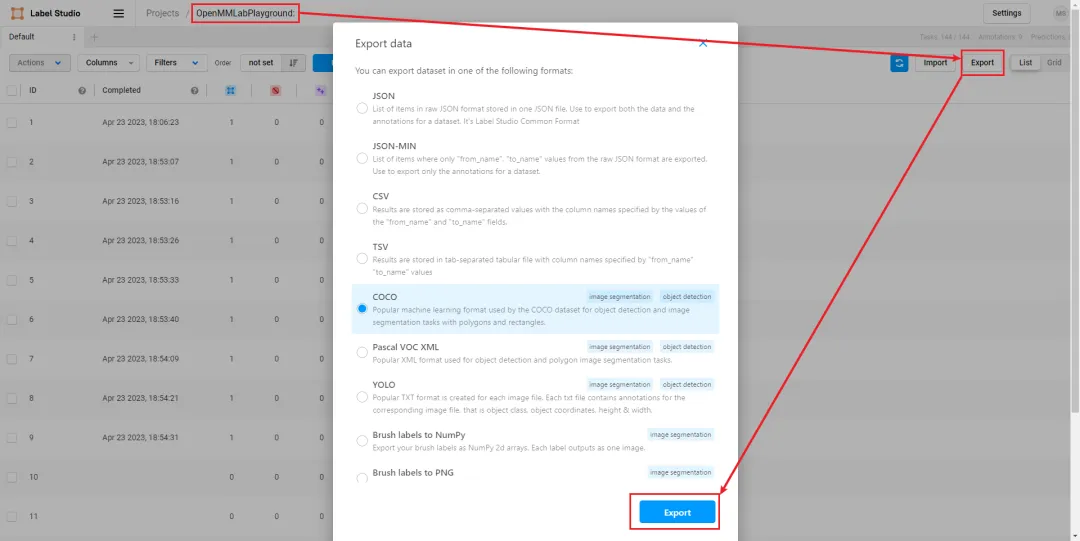 Label Studio
Projects / OpenMMLabPlayground:
Settings
MS
Default
Tasks: 144 / 144
Annotations: 9
Predictions:
Actions
Columns
Filters
Order
not set
Import
Export
List
Grid
ID
Completed
1 Apr 23 2023, 18:06:23 1 0 0
2 Apr 23 2023, 18:53:07 1 0 0
3 Apr 23 2023, 18:53:16 1 0 0
4 Apr 23 2023, 18:53:26 1 0 0
5 Apr 23 2023, 18:53:33 1 0 0
6 Apr 23 2023, 18:53:40 1 0 0
7 Apr 23 2023, 18:54:09 1 0 0
8 Apr 23 2023, 18:54:21 1 0 0
9 Apr 23 2023, 18:54:31 1 0 0
10 0 0 0
11 0 0 0
Export data
You can export dataset in one of the following formats:
JSON
List of items in raw JSON format stored in one JSON file. Use to export both the data and the
annotations for a dataset. It's Label Studio Common Format
JSON-MIN
List of items where only "from_name", "to_name" values from the raw JSON format are exported.
Use to export only the annotations for a dataset.
CSV
Results are stored as comma-separated values with the column names specified by the values of
the "from_name" and "to_name" fields.
TSV
Results are stored in tab-separated tabular file with column names specified by "from_name"
"to_name" values
COCO image segmentation object detection
Popular machine learning format used by the COCO dataset for object detection and image
segmentation tasks with polygons and rectangles.
Pascal VOC XML image segmentation object detection
Popular XML format used for object detection and polygon image segmentation tasks.
YOLO image segmentation object detection
Popular TXT format is created for each image file. Each txt file contains annotations for the
corresponding image file, that is object class, object coordinates, height & width.
Brush labels to NumPy image segmentation
Export your brush labels as NumPy 2d arrays. Each label outputs as one image.
Brush labels to PNG image segmentation
Export